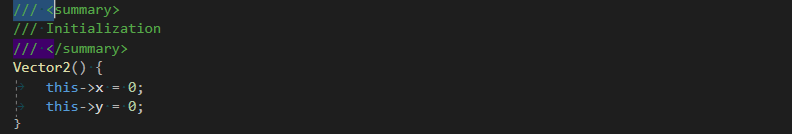 /// <summary>
/// Initialization
/// </summary>
Vector2() {
    this->x = 0;
    this->y = 0;
}